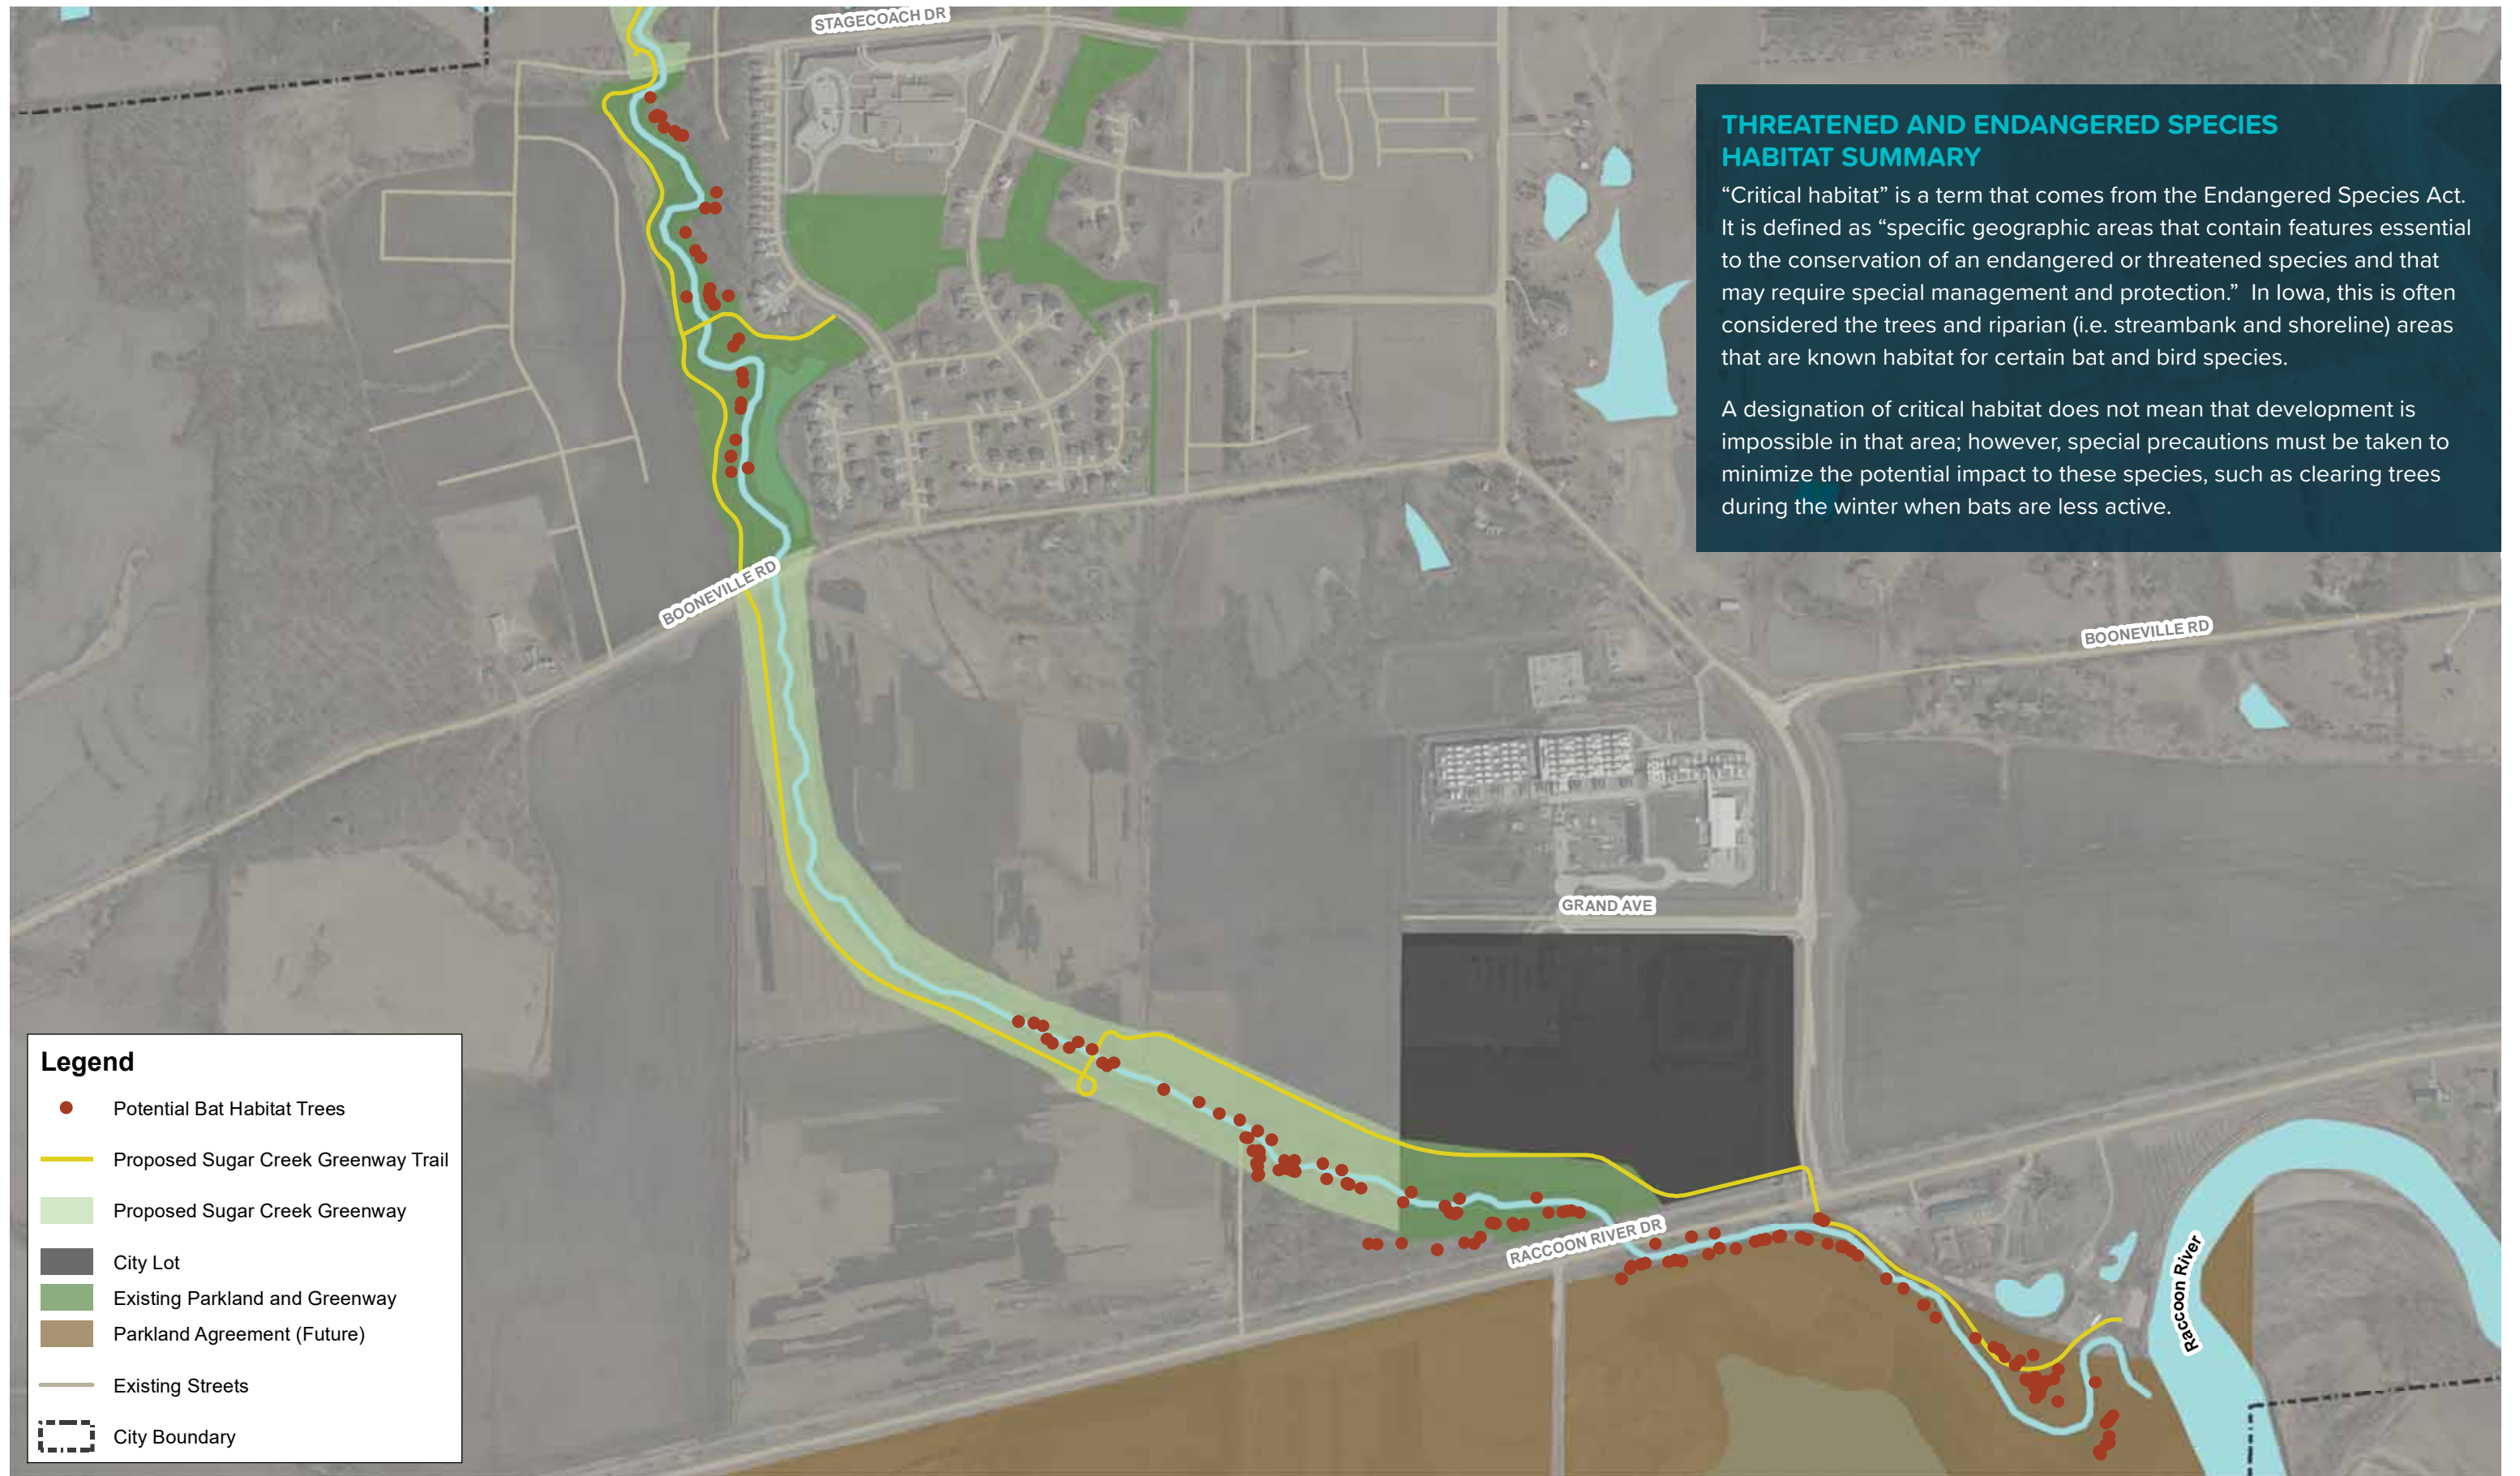 STAGECOACH DR
THREATENED AND ENDANGERED SPECIES
HABITAT SUMMARY
“Critical habitat” is a term that comes from the Endangered Species Act.
It is defined as “specific geographic areas that contain features essential
to the conservation of an endangered or threatened species and that
may require special management and protection.”  In Iowa, this is often
considered the trees and riparian (i.e. streambank and shoreline) areas
that are known habitat for certain bat and bird species.
A designation of critical habitat does not mean that development is
impossible in that area; however, special precautions must be taken to
minimize the potential impact to these species, such as clearing trees
during the winter when bats are less active.
BOONEVILLE RD
BOONEVILLE RD
GRAND AVE
RACCOON RIVER DR
Raccoon River
Legend
Potential Bat Habitat Trees
Proposed Sugar Creek Greenway Trail
Proposed Sugar Creek Greenway
City Lot
Existing Parkland and Greenway
Parkland Agreement (Future)
Existing Streets
City Boundary